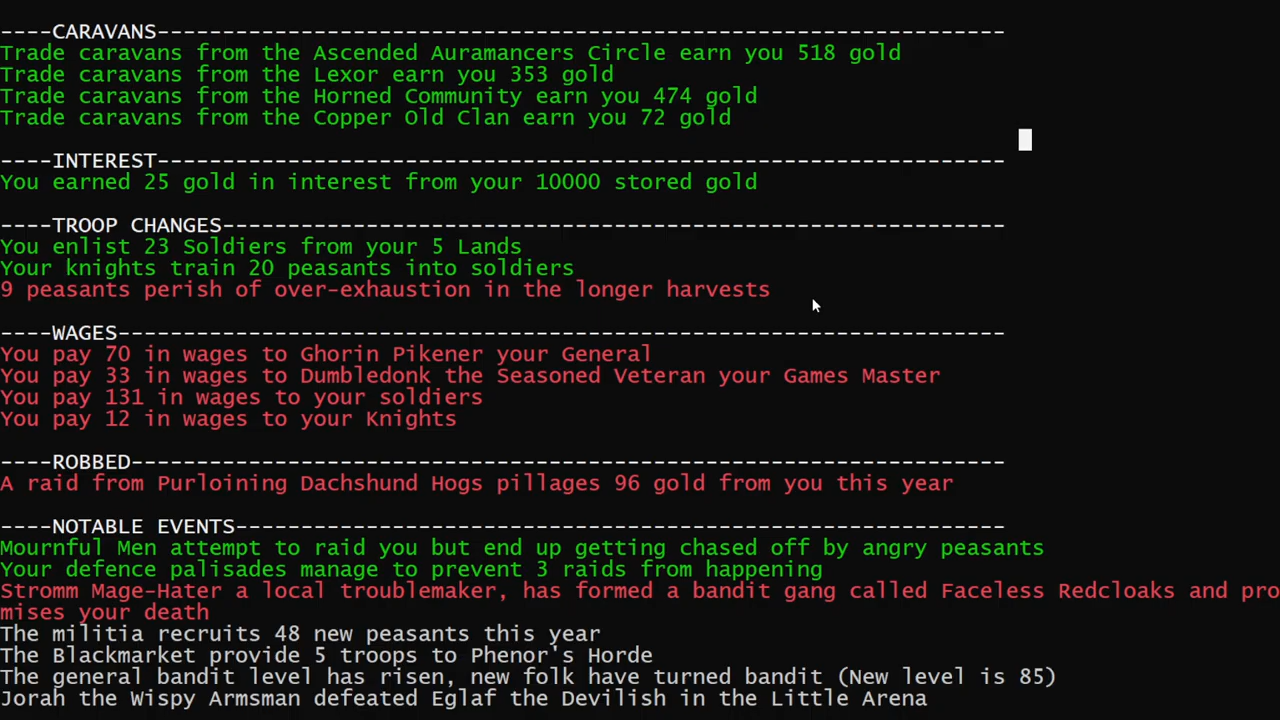 ----CARAVANS-----------------------------------------------------------------
Trade caravans from the Ascended Auramancers Circle earn you 518 gold
Trade caravans from the Lexor earn you 353 gold
Trade caravans from the Horned Community earn you 474 gold
Trade caravans from the Copper Old Clan earn you 72 gold
----INTEREST-----------------------------------------------------------------
You earned 25 gold in interest from your 10000 stored gold
----TROOP CHANGES------------------------------------------------------------
You enlist 23 Soldiers from your 5 Lands
Your knights train 20 peasants into soldiers
9 peasants perish of over-exhaustion in the longer harvests
----WAGES--------------------------------------------------------------------
You pay 70 in wages to Ghorin Pikener your General
You pay 33 in wages to Dumbledonk the Seasoned Veteran your Games Master
You pay 131 in wages to your soldiers
You pay 12 in wages to your Knights
----ROBBED-------------------------------------------------------------------
A raid from Purloining Dachshund Hogs pillages 96 gold from you this year
----NOTABLE EVENTS-----------------------------------------------------------
Mournful Men attempt to raid you but end up getting chased off by angry peasants
Your defence palisades manage to prevent 3 raids from happening
Stromm Mage-Hater a local troublemaker, has formed a bandit gang called Faceless Redcloaks and pro
mises your death
The militia recruits 48 new peasants this year
The Blackmarket provide 5 troops to Phenor's Horde
The general bandit level has risen, new folk have turned bandit (New level is 85)
Jorah the Wispy Armsman defeated Eglaf the Devilish in the Little Arena